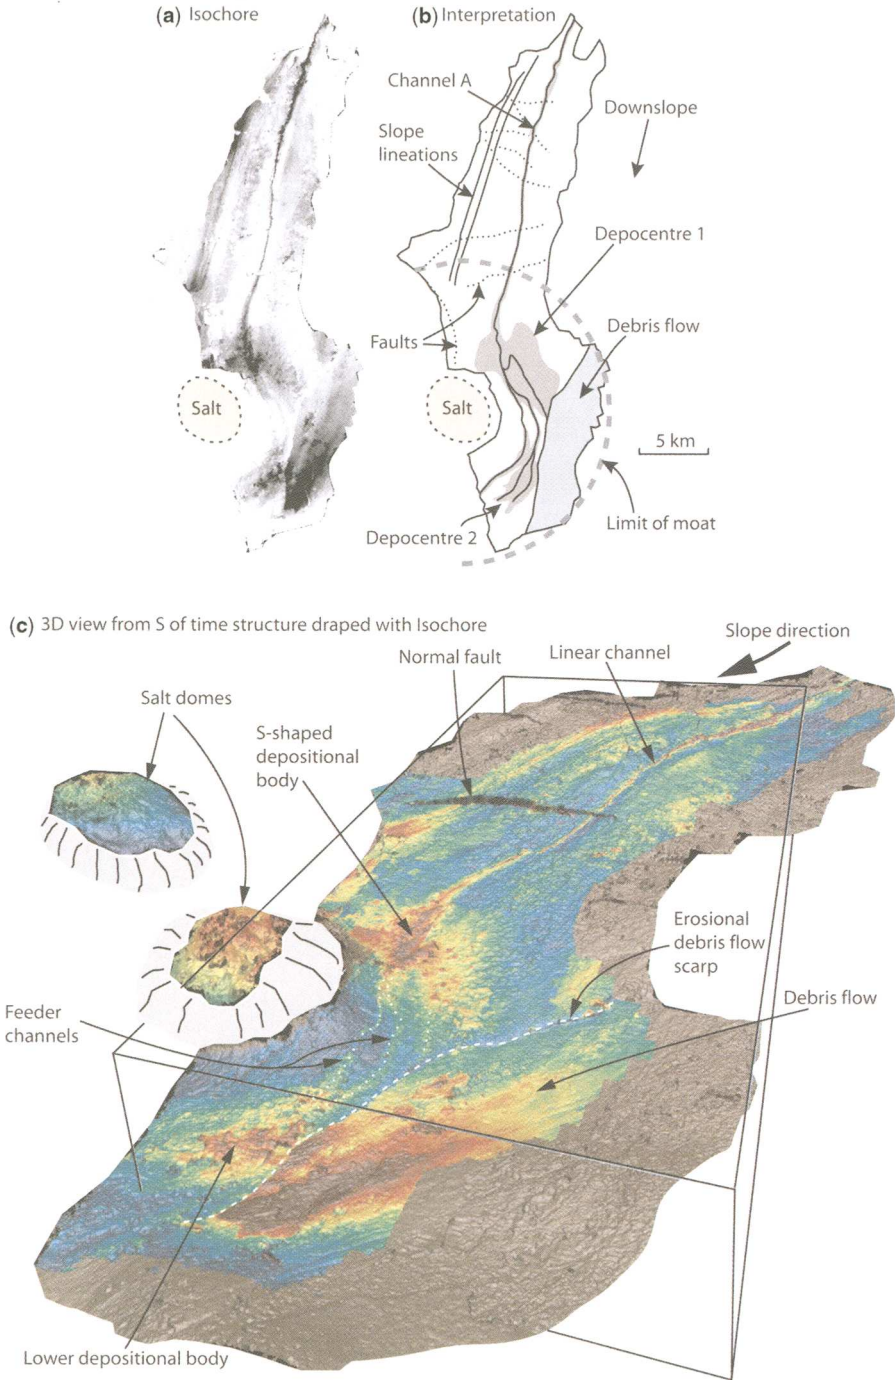 (a) Isochore
(b) Interpretation
Channel A
Downslope
Slope
lineations
Depocentre 1
Faults
Debris flow
Salt
Salt
5 km
Depocentre 2
Limit of moat
(c) 3D view from S of time structure draped with Isochore
Slope direction
Normal fault
Linear channel
Salt domes
S-shaped
depositional
body
Erosional
debris flow
scarp
Debris flow
Feeder
channels
Lower depositional body